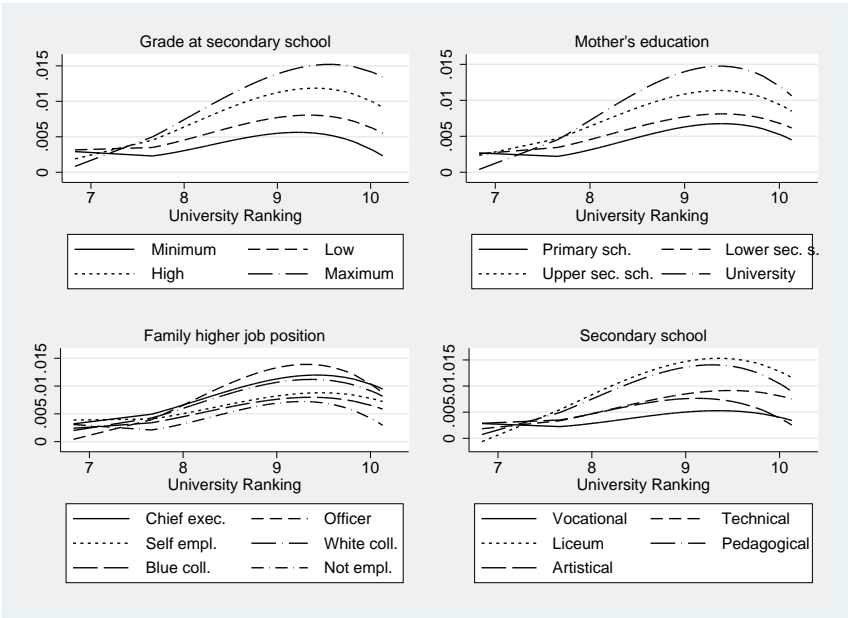 Grade at secondary school
.015
.01
.005
0
7 8 9 10
University Ranking
Minimum Low
High Maximum
Mother's education
.015
.01
.005
0
7 8 9 10
University Ranking
Primary sch. Lower sec. s.
Upper sec. sch. University
Family higher job position
.015
.01
.005
0
7 8 9 10
University Ranking
Chief exec. Officer
Self empl. White coll.
Blue coll. Not empl.
Secondary school
.015
.01
.005
0
7 8 9 10
University Ranking
Vocational Technical
Liceum Pedagogical
Artistical